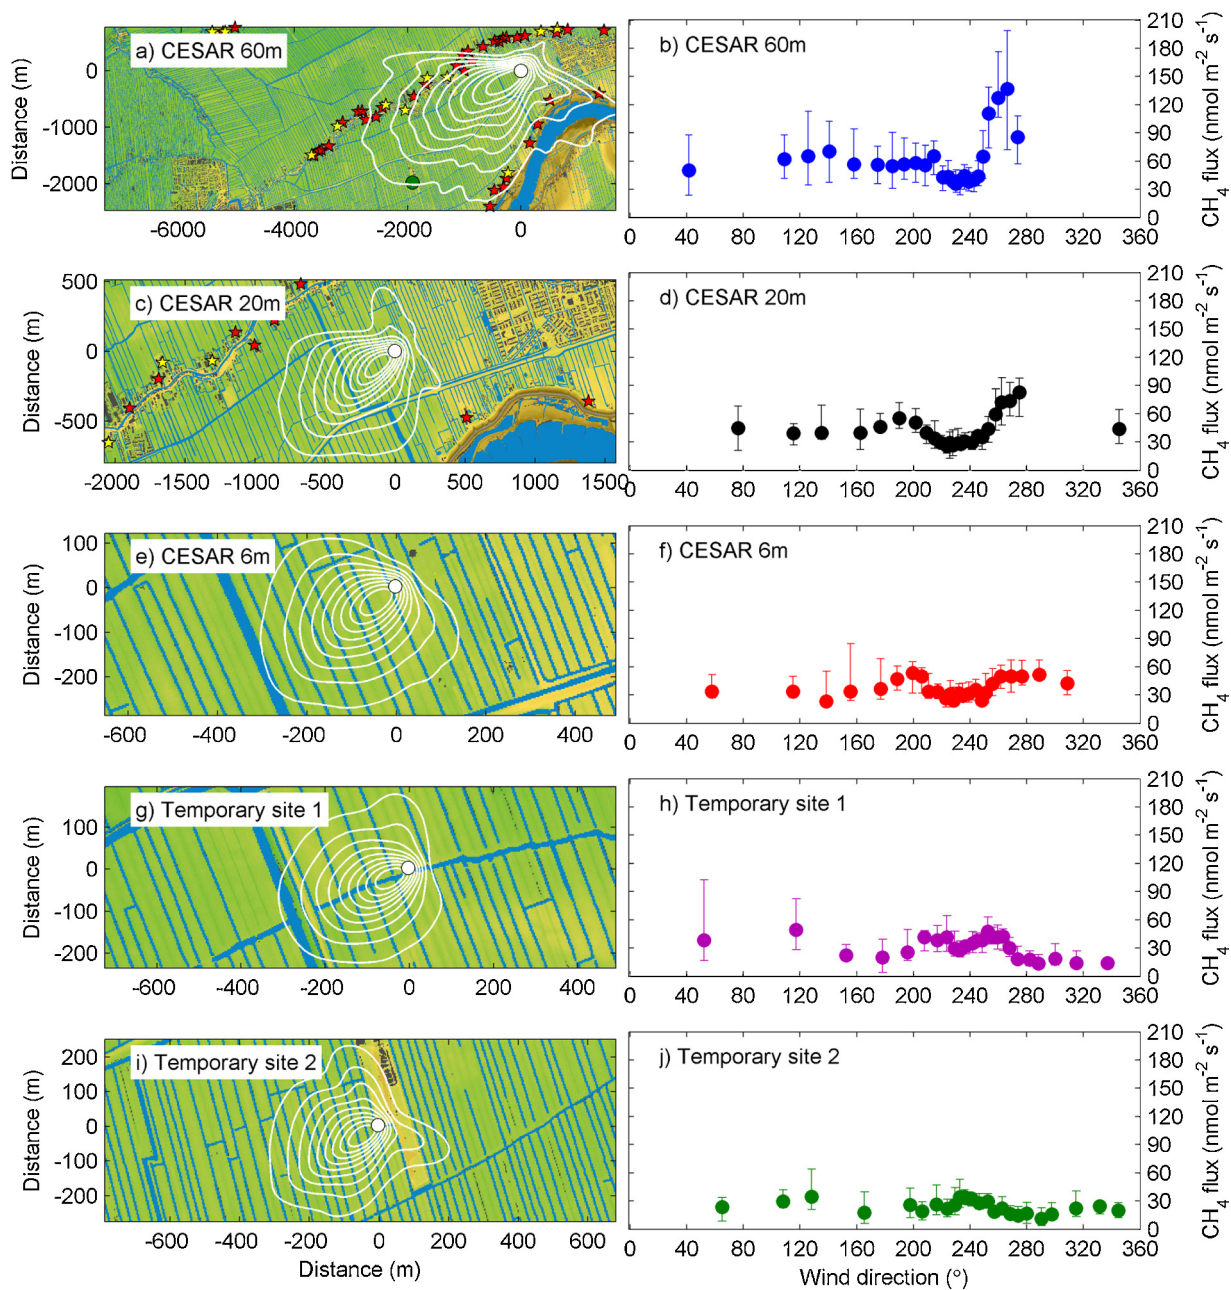 a) CESAR 60m
Distance (m)
0
-1000
-2000
-6000 -4000 -2000 0
b) CESAR 60m
210
180
150
120
90
60
30
0
CH4 flux (nmol m-2 s-1)
0 40 80 120 160 200 240 280 320 360
c) CESAR 20m
Distance (m)
500
0
-500
-2000 -1500 -1000 -500 0 500 1000 1500
d) CESAR 20m
210
180
150
120
90
60
30
0
CH4 flux (nmol m-2 s-1)
0 40 80 120 160 200 240 280 320 360
e) CESAR 6m
Distance (m)
100
0
-100
-200
-600 -400 -200 0 200 400
f) CESAR 6m
210
180
150
120
90
60
30
0
CH4 flux (nmol m-2 s-1)
0 40 80 120 160 200 240 280 320 360
g) Temporary site 1
Distance (m)
100
0
-100
-200
-600 -400 -200 0 200 400
h) Temporary site 1
210
180
150
120
90
60
30
0
CH4 flux (nmol m-2 s-1)
0 40 80 120 160 200 240 280 320 360
i) Temporary site 2
Distance (m)
200
100
0
-100
-200
-600 -400 -200 0 200 400
Distance (m)
j) Temporary site 2
210
180
150
120
90
60
30
0
CH4 flux (nmol m-2 s-1)
0 40 80 120 160 200 240 280 320 360
Wind direction (°)